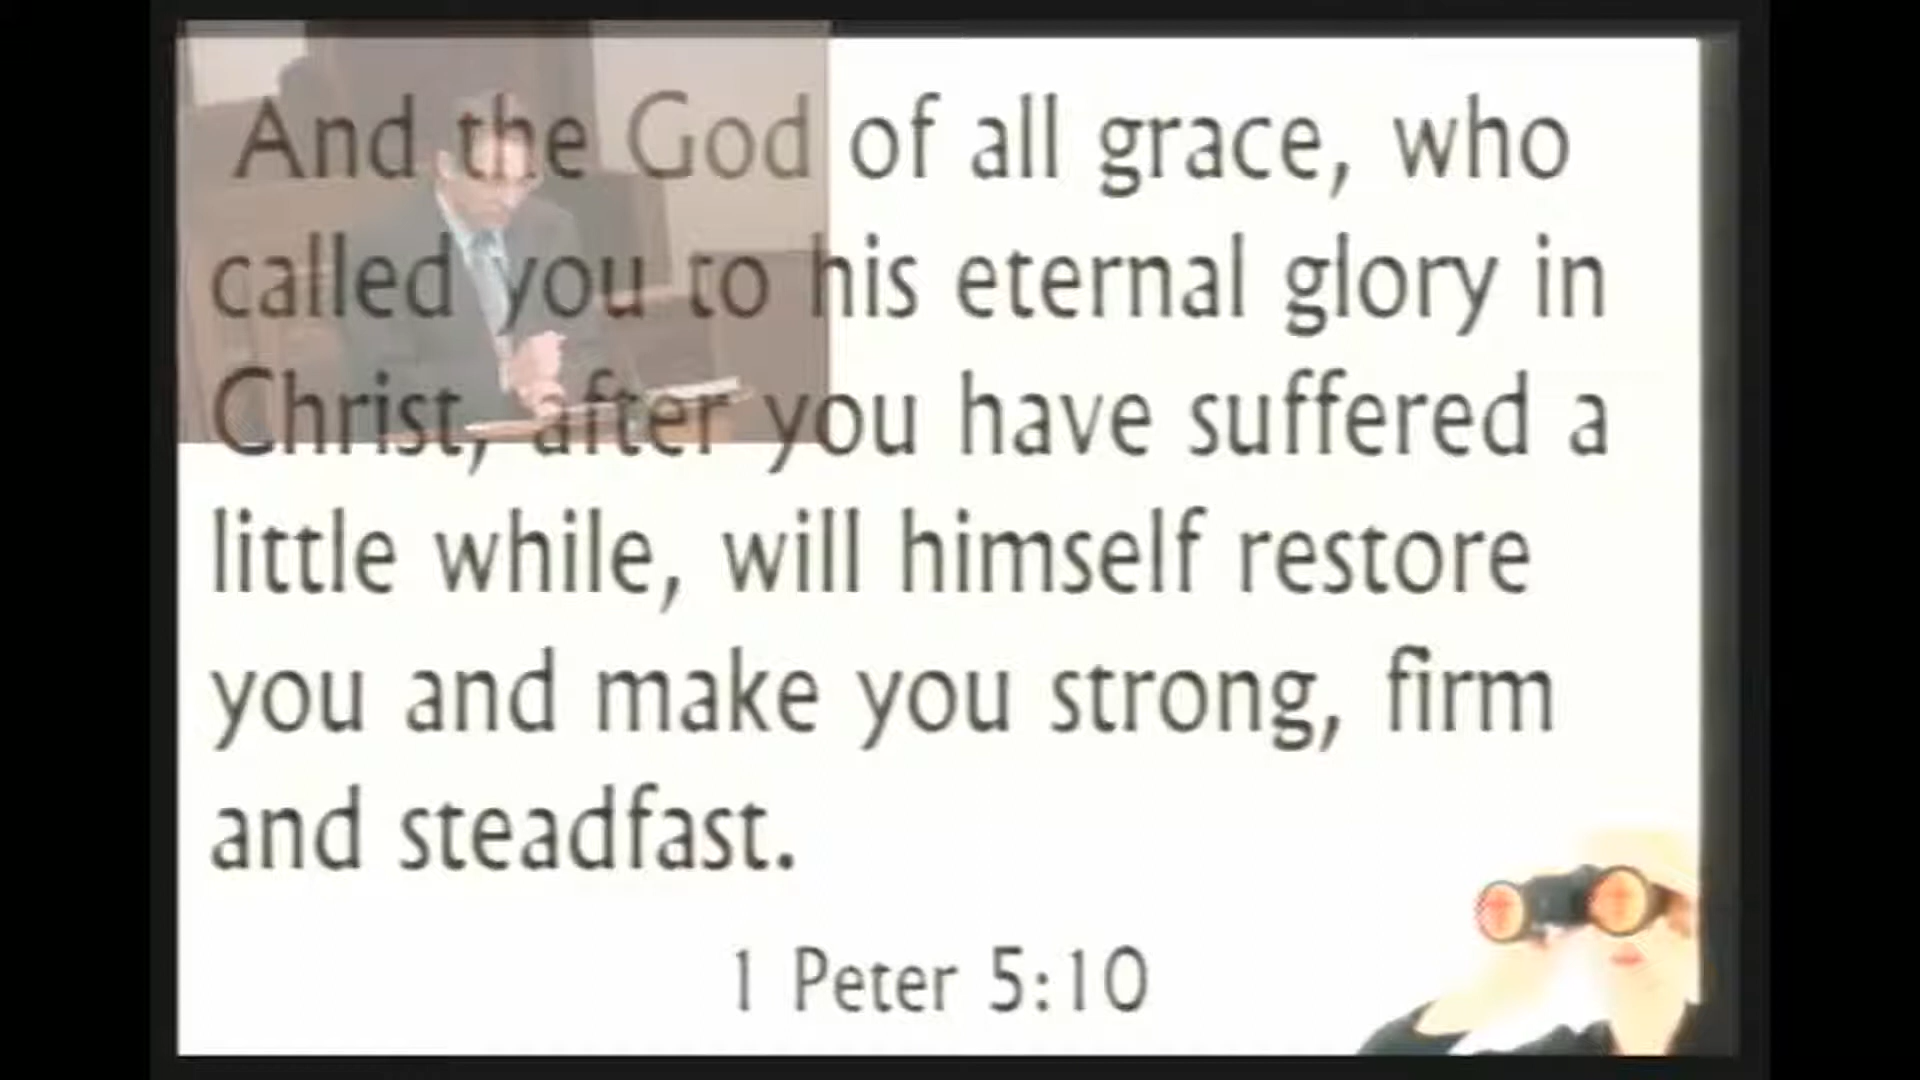 And the God of all grace, who
called you to his eternal glory in
Christ, after you have suffered a
little while, will himself restore
you and make you strong, firm
and steadfast.
1 Peter 5:10